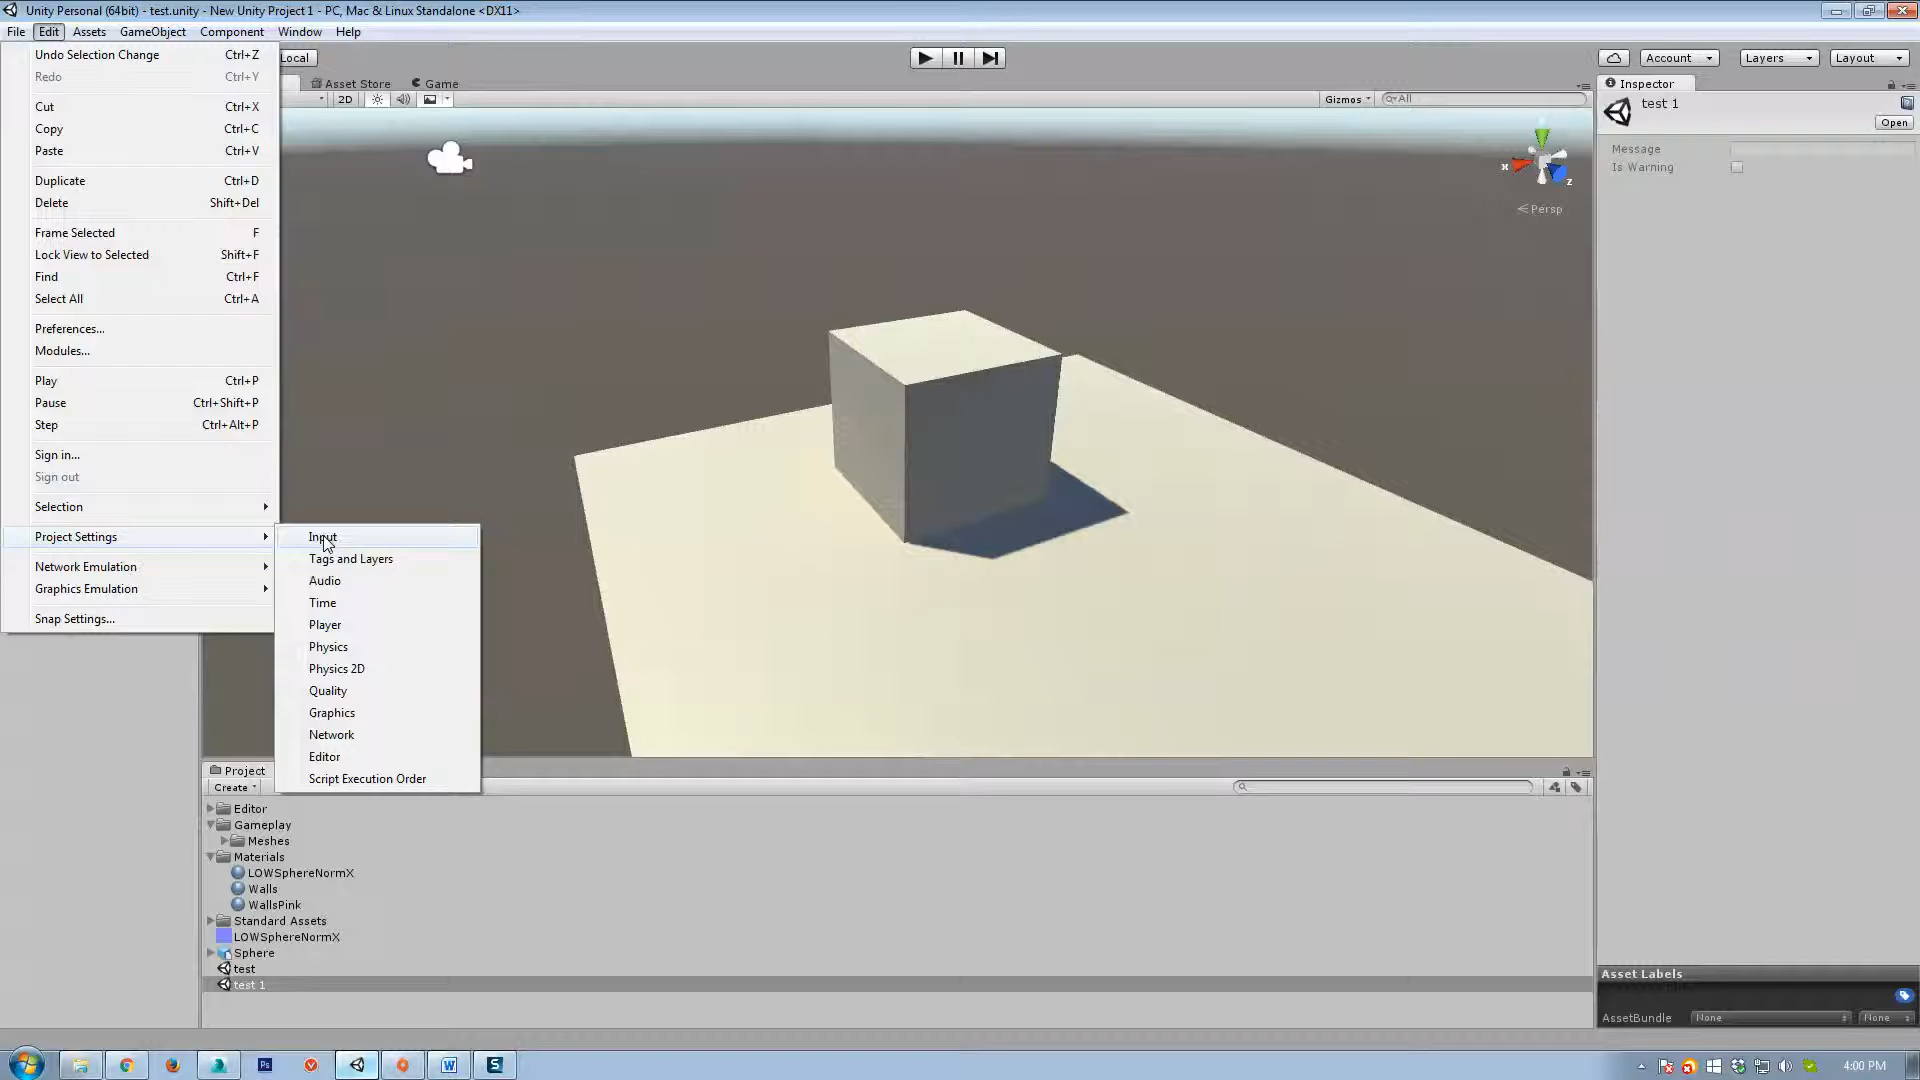 Unity Personal (64bit) - test.unity - New Unity Project 1 - PC, Mac & Linux Standalone <DX11>
File Edit Assets GameObject Component Window Help
Undo Selection Change Ctrl+Z
Redo Ctrl+Y
Cut Ctrl+X
Copy Ctrl+C
Paste Ctrl+V
Duplicate Ctrl+D
Delete Shift+Del
Frame Selected F
Lock View to Selected Shift+F
Find Ctrl+F
Select All Ctrl+A
Preferences...
Modules...
Play Ctrl+P
Pause Ctrl+Shift+P
Step Ctrl+Alt+P
Sign in...
Sign out
Selection
Project Settings
Network Emulation
Graphics Emulation
Snap Settings...
Input
Tags and Layers
Audio
Time
Player
Physics
Physics 2D
Quality
Graphics
Network
Editor
Script Execution Order
Local
Account Layers Layout
Asset Store Game
2D Gizmos All
x
z
Persp
Inspector
test 1
Open
Message
Is Warning
Project
Create
Editor
Gameplay
Meshes
Materials
LOWSphereNormX
Walls
WallsPink
Standard Assets
LOWSphereNormX
Sphere
test
test 1
Asset Labels
AssetBundle None None
Ps W S 4:00 PM